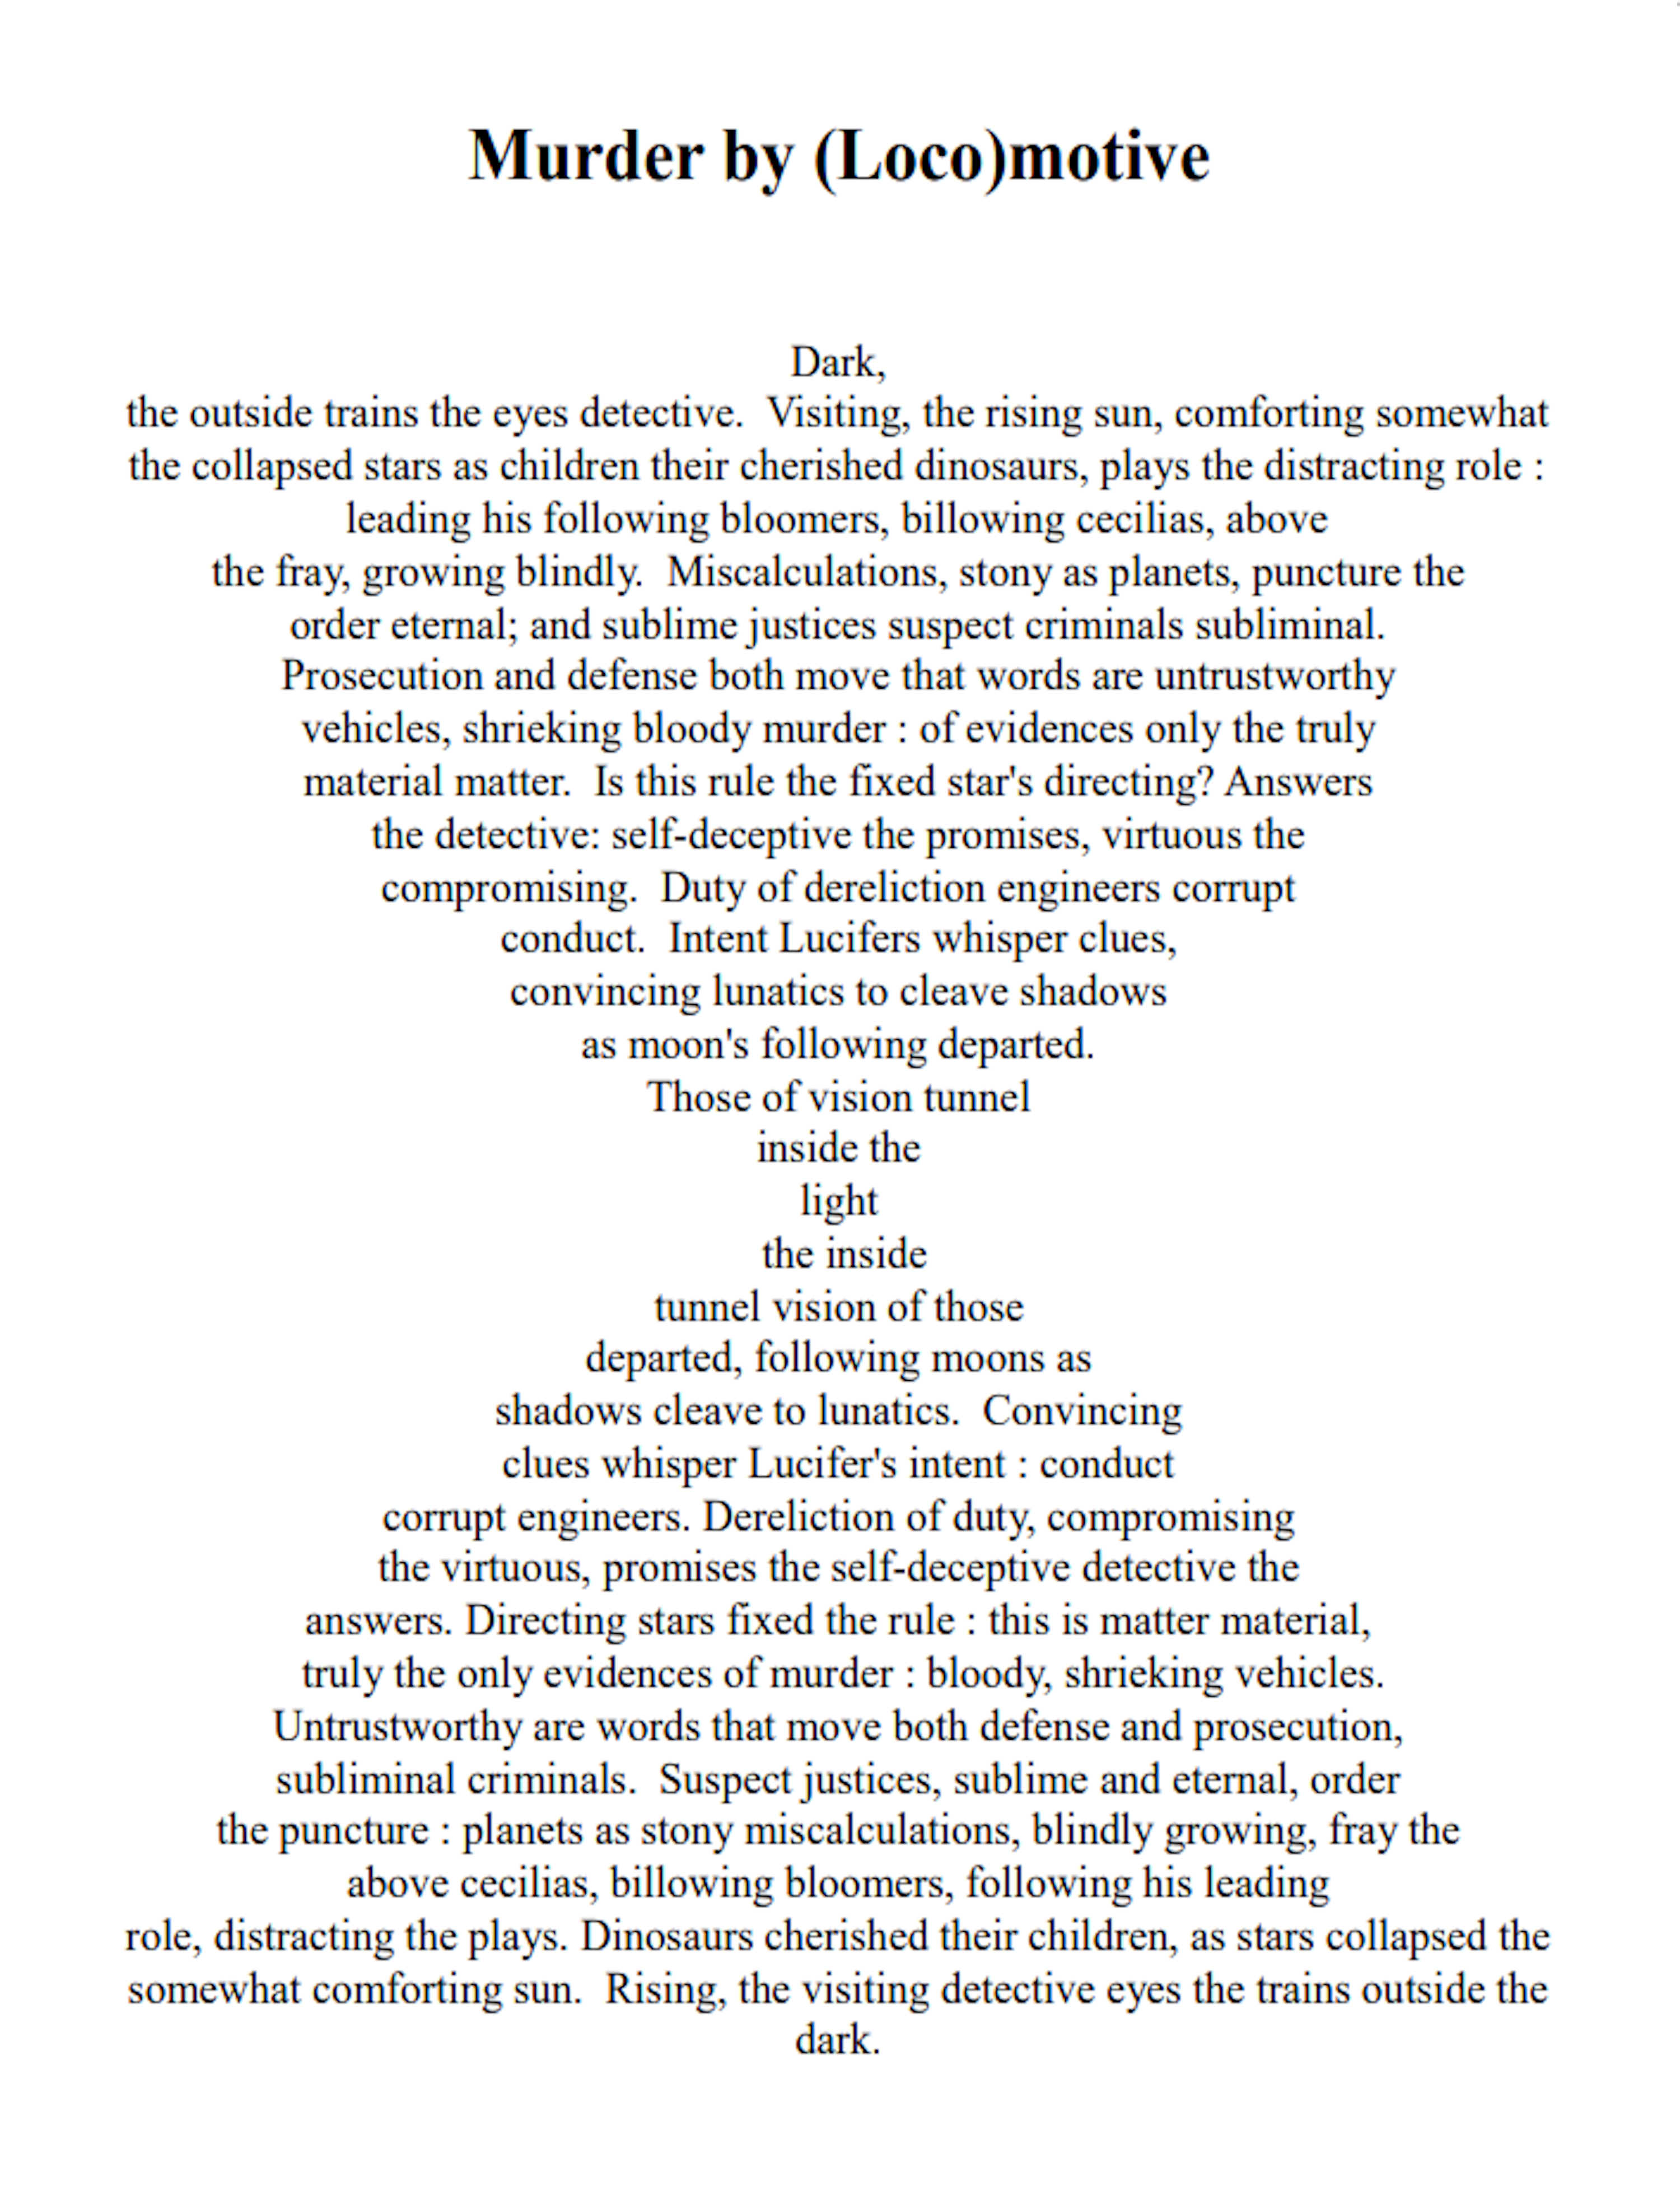 Murder by (Loco)motive
Dark,
the outside trains the eyes detective.  Visiting, the rising sun, comforting somewhat
the collapsed stars as children their cherished dinosaurs, plays the distracting role :
leading his following bloomers, billowing cecilias, above
the fray, growing blindly.  Miscalculations, stony as planets, puncture the
order eternal; and sublime justices suspect criminals subliminal.
Prosecution and defense both move that words are untrustworthy
vehicles, shrieking bloody murder : of evidences only the truly
material matter.  Is this rule the fixed star's directing? Answers
the detective: self-deceptive the promises, virtuous the
compromising.  Duty of dereliction engineers corrupt
conduct.  Intent Lucifers whisper clues,
convincing lunatics to cleave shadows
as moon's following departed.
Those of vision tunnel
inside the
light
the inside
tunnel vision of those
departed, following moons as
shadows cleave to lunatics.  Convincing
clues whisper Lucifer's intent : conduct
corrupt engineers. Dereliction of duty, compromising
the virtuous, promises the self-deceptive detective the
answers. Directing stars fixed the rule : this is matter material,
truly the only evidences of murder : bloody, shrieking vehicles.
Untrustworthy are words that move both defense and prosecution,
subliminal criminals.  Suspect justices, sublime and eternal, order
the puncture : planets as stony miscalculations, blindly growing, fray the
above cecilias, billowing bloomers, following his leading
role, distracting the plays. Dinosaurs cherished their children, as stars collapsed the
somewhat comforting sun.  Rising, the visiting detective eyes the trains outside the
dark.